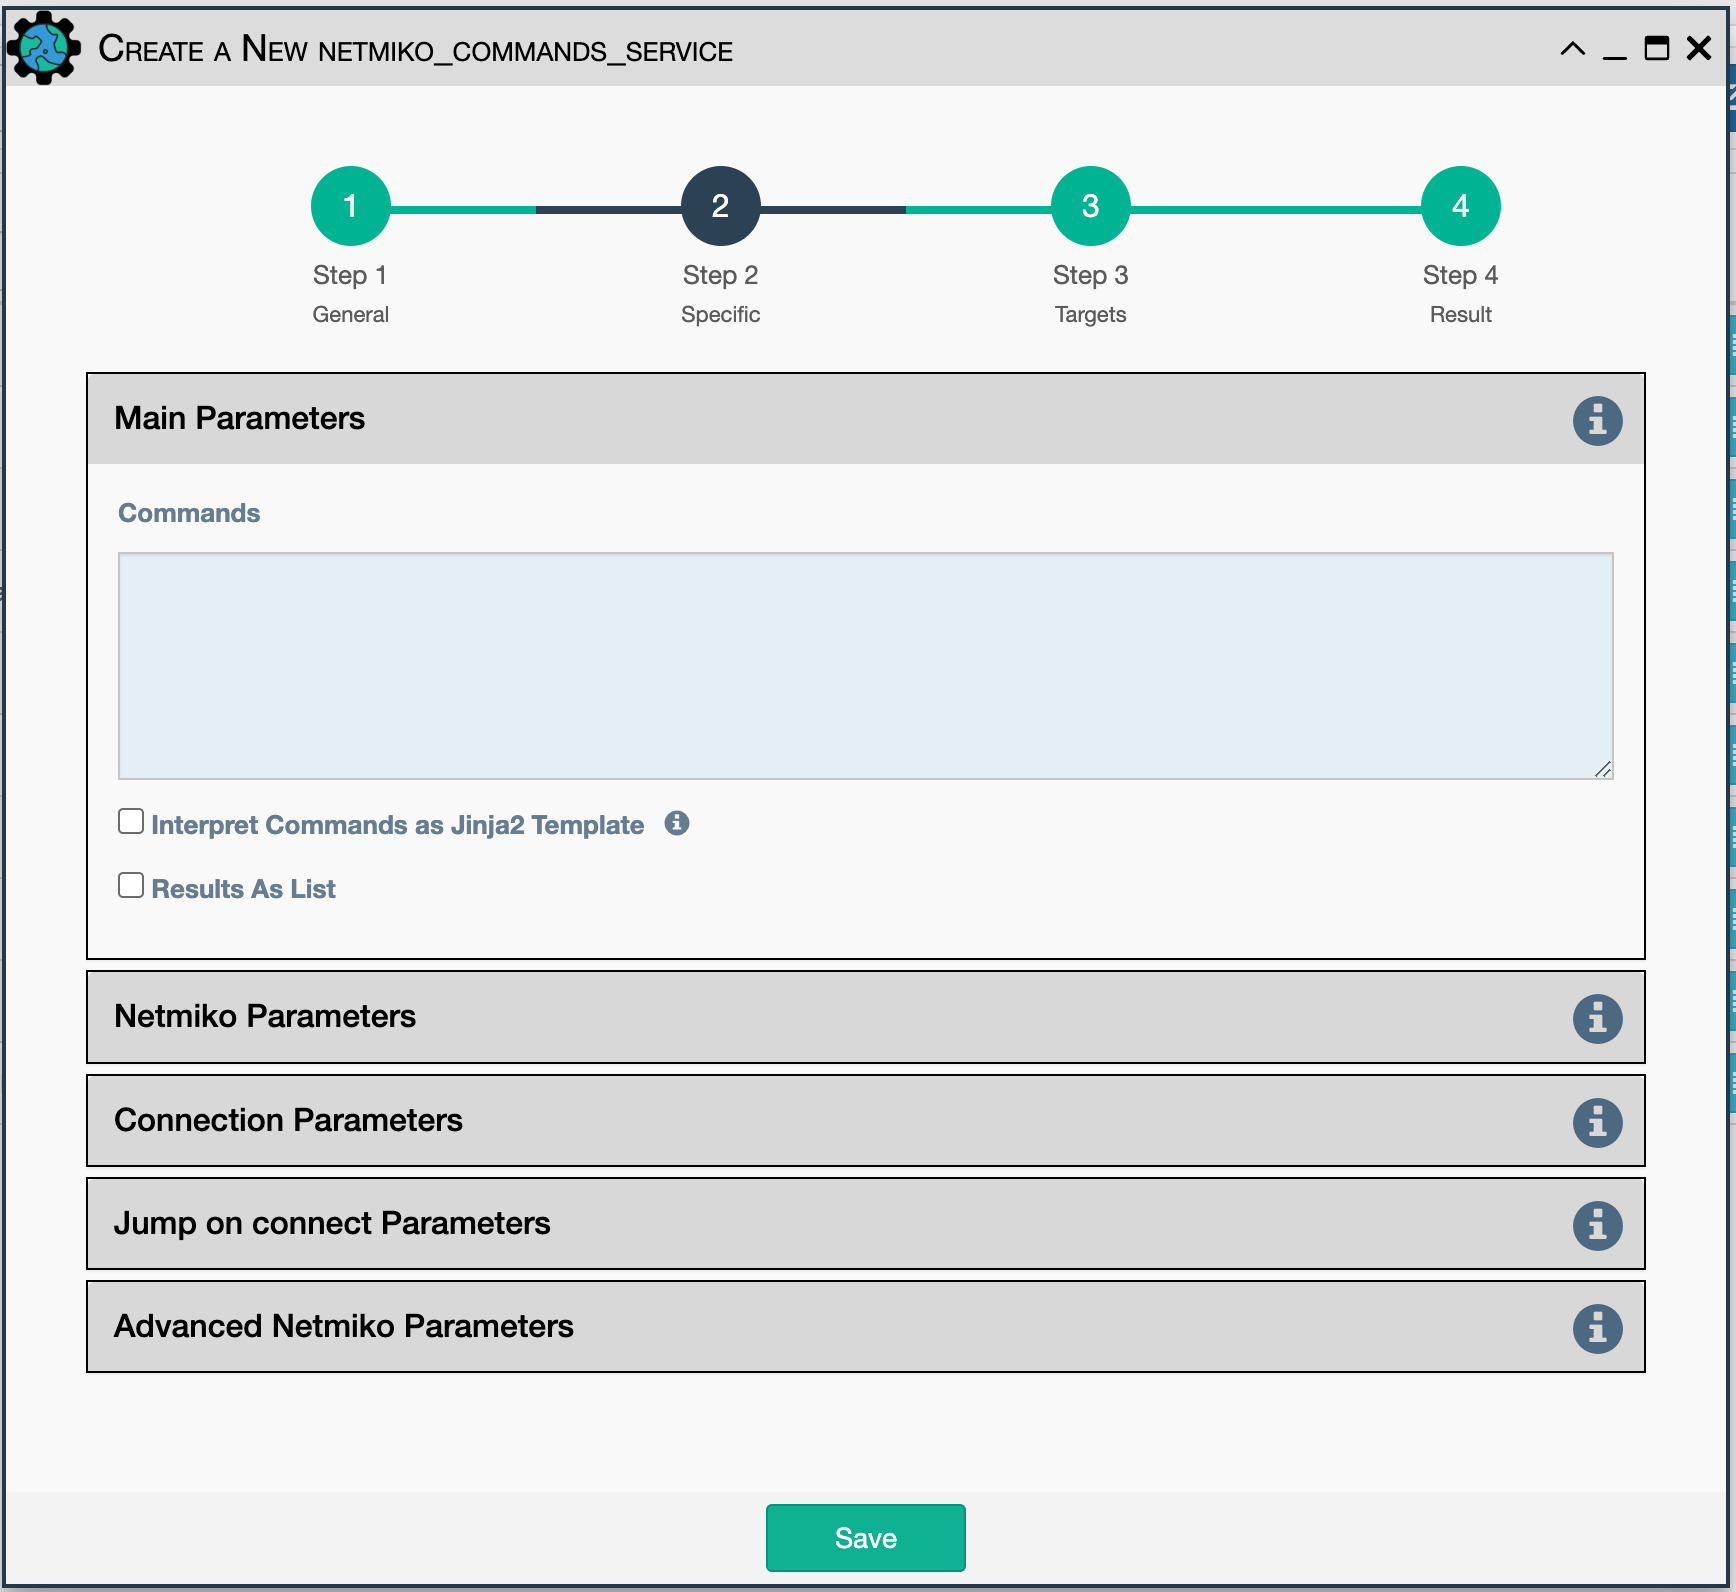 Create a New netmiko_commands_service
1
2
3
4
Step 1
Step 2
Step 3
Step 4
General
Specific
Targets
Result
Main Parameters
Commands
Interpret Commands as Jinja2 Template
Results As List
Netmiko Parameters
Connection Parameters
Jump on connect Parameters
Advanced Netmiko Parameters
Save